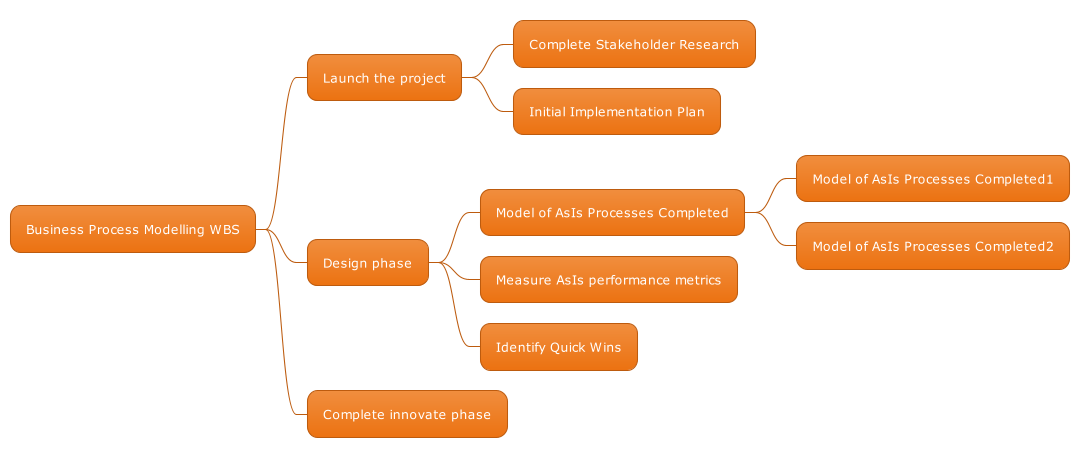 Business Process Modelling WBS
Launch the project
Complete Stakeholder Research
Initial Implementation Plan
Design phase
Model of AsIs Processes Completed
Model of AsIs Processes Completed1
Model of AsIs Processes Completed2
Measure AsIs performance metrics
Identify Quick Wins
Complete innovate phase